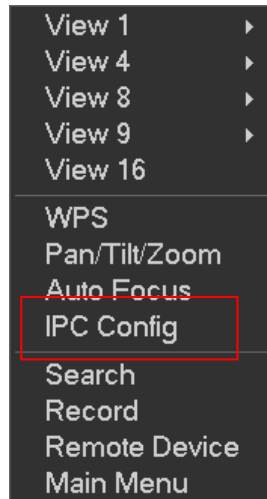 View 1
View 4
View 8
View 9
View 16
WPS
Pan/Tilt/Zoom
Auto Focus
IPC Config
Search
Record
Remote Device
Main Menu